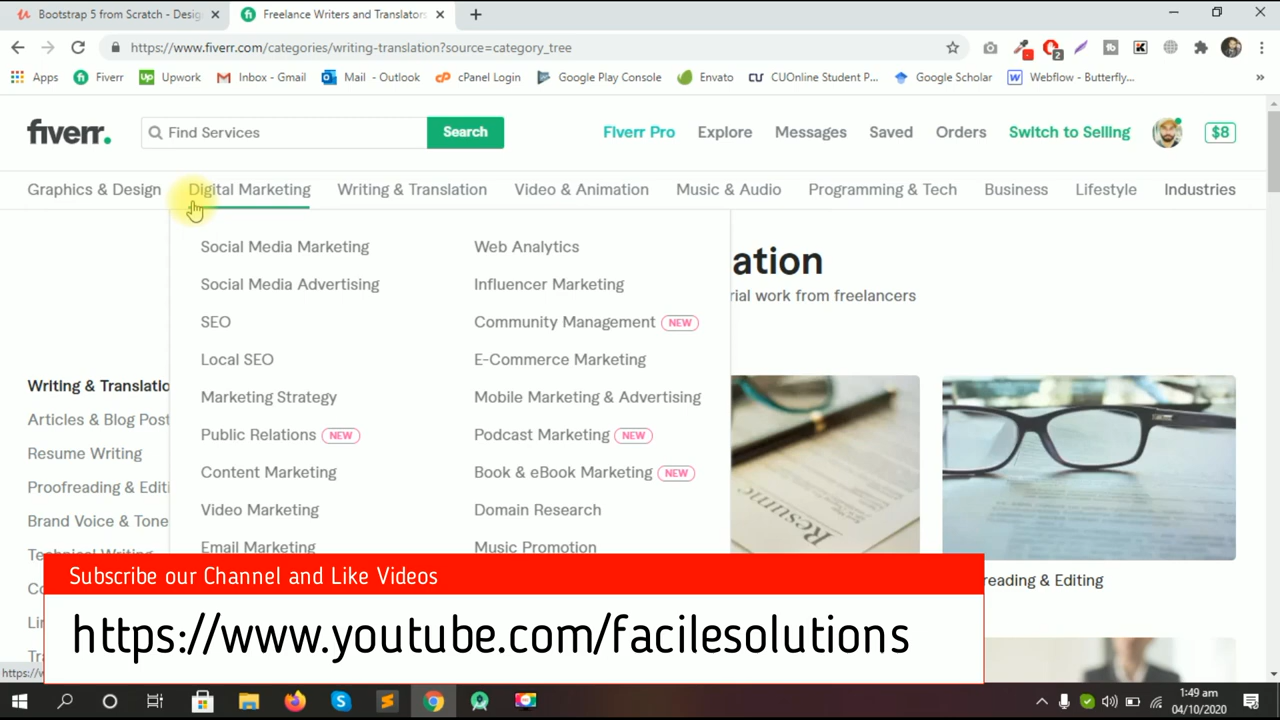 Bootstrap 5 from Scratch - Desig
Freelance Writers and Translators
https://www.fiverr.com/categories/writing-translation?source=category_tree
2
Apps
Fiverr
Upwork
Inbox - Gmail
Mail - Outlook
cPanel Login
Google Play Console
Envato
CUOnline Student P...
Google Scholar
Webflow - Butterfly...
»
fiverr.
Find Services
Search
Fiverr Pro
Explore
Messages
Saved
Orders
Switch to Selling
$8
Graphics & Design
Digital Marketing
Writing & Translation
Video & Animation
Music & Audio
Programming & Tech
Business
Lifestyle
Industries
Social Media Marketing
Social Media Advertising
SEO
Local SEO
Marketing Strategy
Public Relations NEW
Content Marketing
Video Marketing
Email Marketing
Web Analytics
Influencer Marketing
Community Management NEW
E-Commerce Marketing
Mobile Marketing & Advertising
Podcast Marketing NEW
Book & eBook Marketing NEW
Domain Research
Music Promotion
ation
rial work from freelancers
Writing & Translatio
Articles & Blog Post
Resume Writing
Proofreading & Editi
Brand Voice & Tone
Technical Writing
Resume
reading & Editing
Subscribe our Channel and Like Videos
https://www.youtube.com/facilesolutions
https://w
1:49 am
04/10/2020